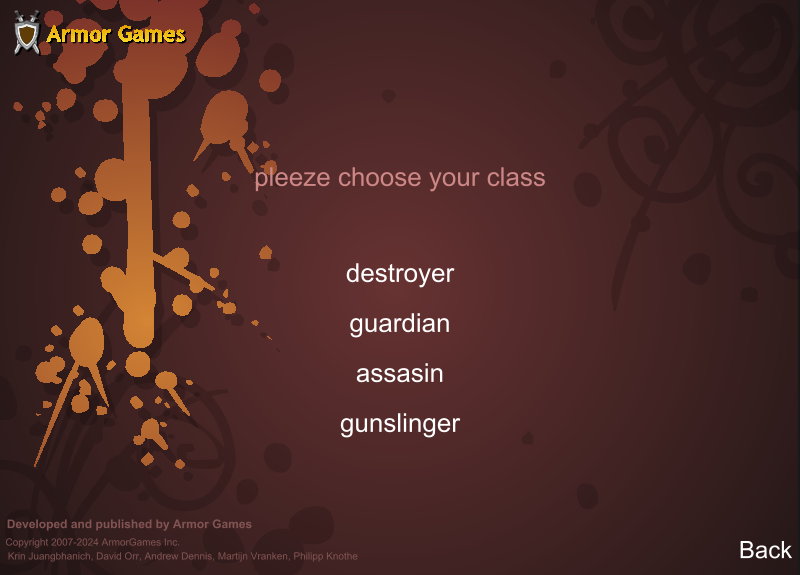 Armor Games
pleeze choose your class
destroyer
guardian
assasin
gunslinger
Developed and published by Armor Games
Copyright 2007-2024 ArmorGames Inc.
Krin Juangbhanich, David Orr, Andrew Dennis, Martijn Vranken, Philipp Knothe
Back